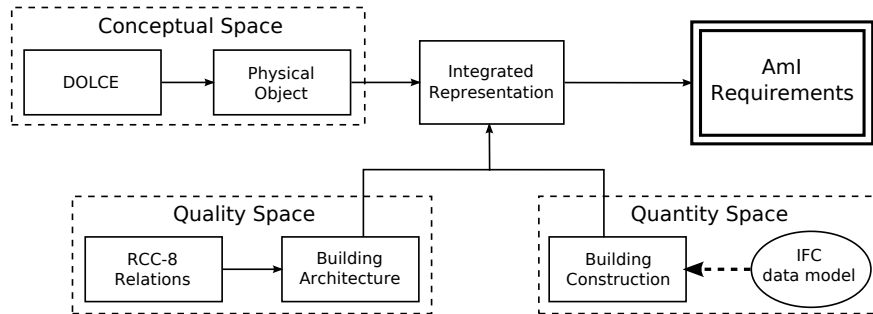 Conceptual Space
DOLCE
Physical
Object
Integrated
Representation
AmI
Requirements
Quality Space
RCC-8
Relations
Building
Architecture
Quantity Space
Building
Construction
IFC
data model